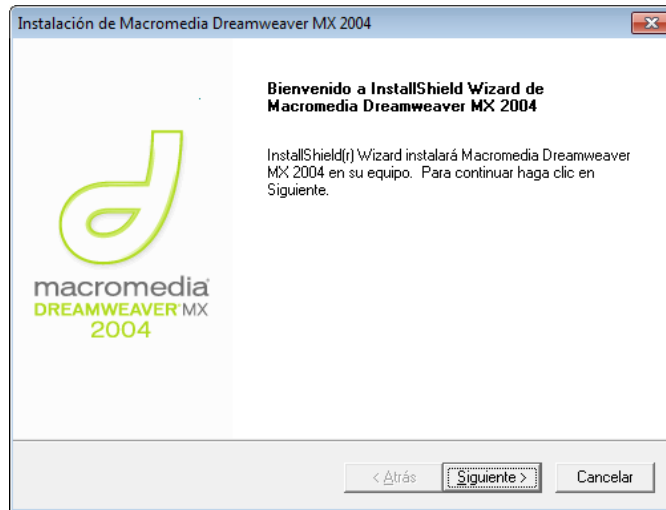 Instalación de Macromedia Dreamweaver MX 2004
Bienvenido a InstallShield Wizard de
Macromedia Dreamweaver MX 2004
InstallShield(r) Wizard instalará Macromedia Dreamweaver
MX 2004 en su equipo. Para continuar haga clic en
Siguiente.
macromedia®
DREAMWEAVER® MX
2004
< Atrás
Siguiente >
Cancelar